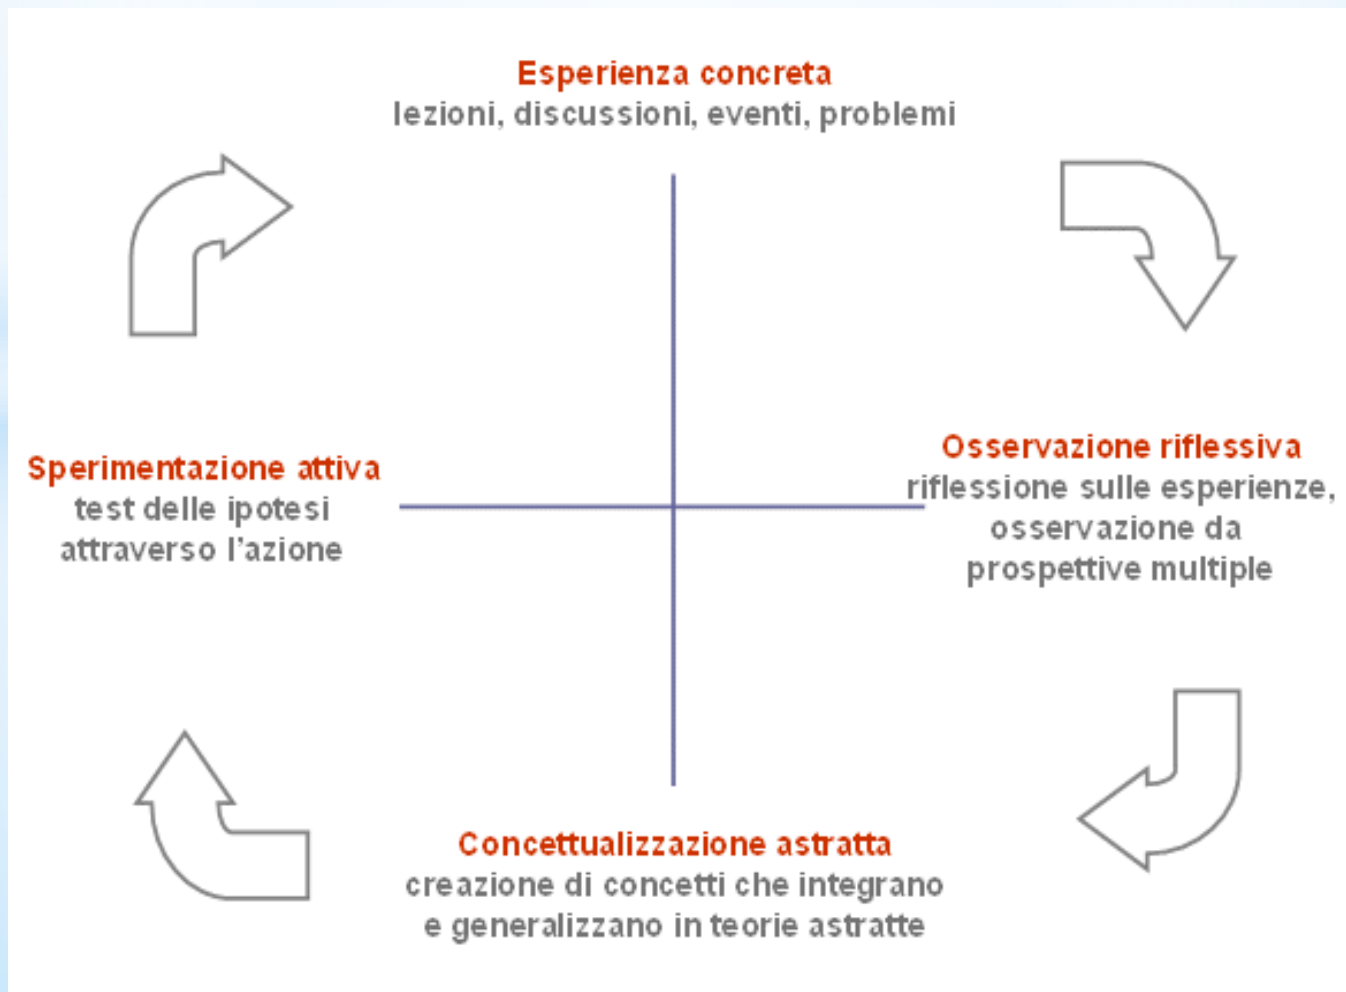 Esperienza concreta
lezioni, discussioni, eventi, problemi
Sperimentazione attiva
test delle ipotesi
attraverso l'azione
Osservazione riflessiva
riflessione sulle esperienze,
osservazione da
prospettive multiple
Concettualizzazione astratta
creazione di concetti che integrano
e generalizzano in teorie astratte